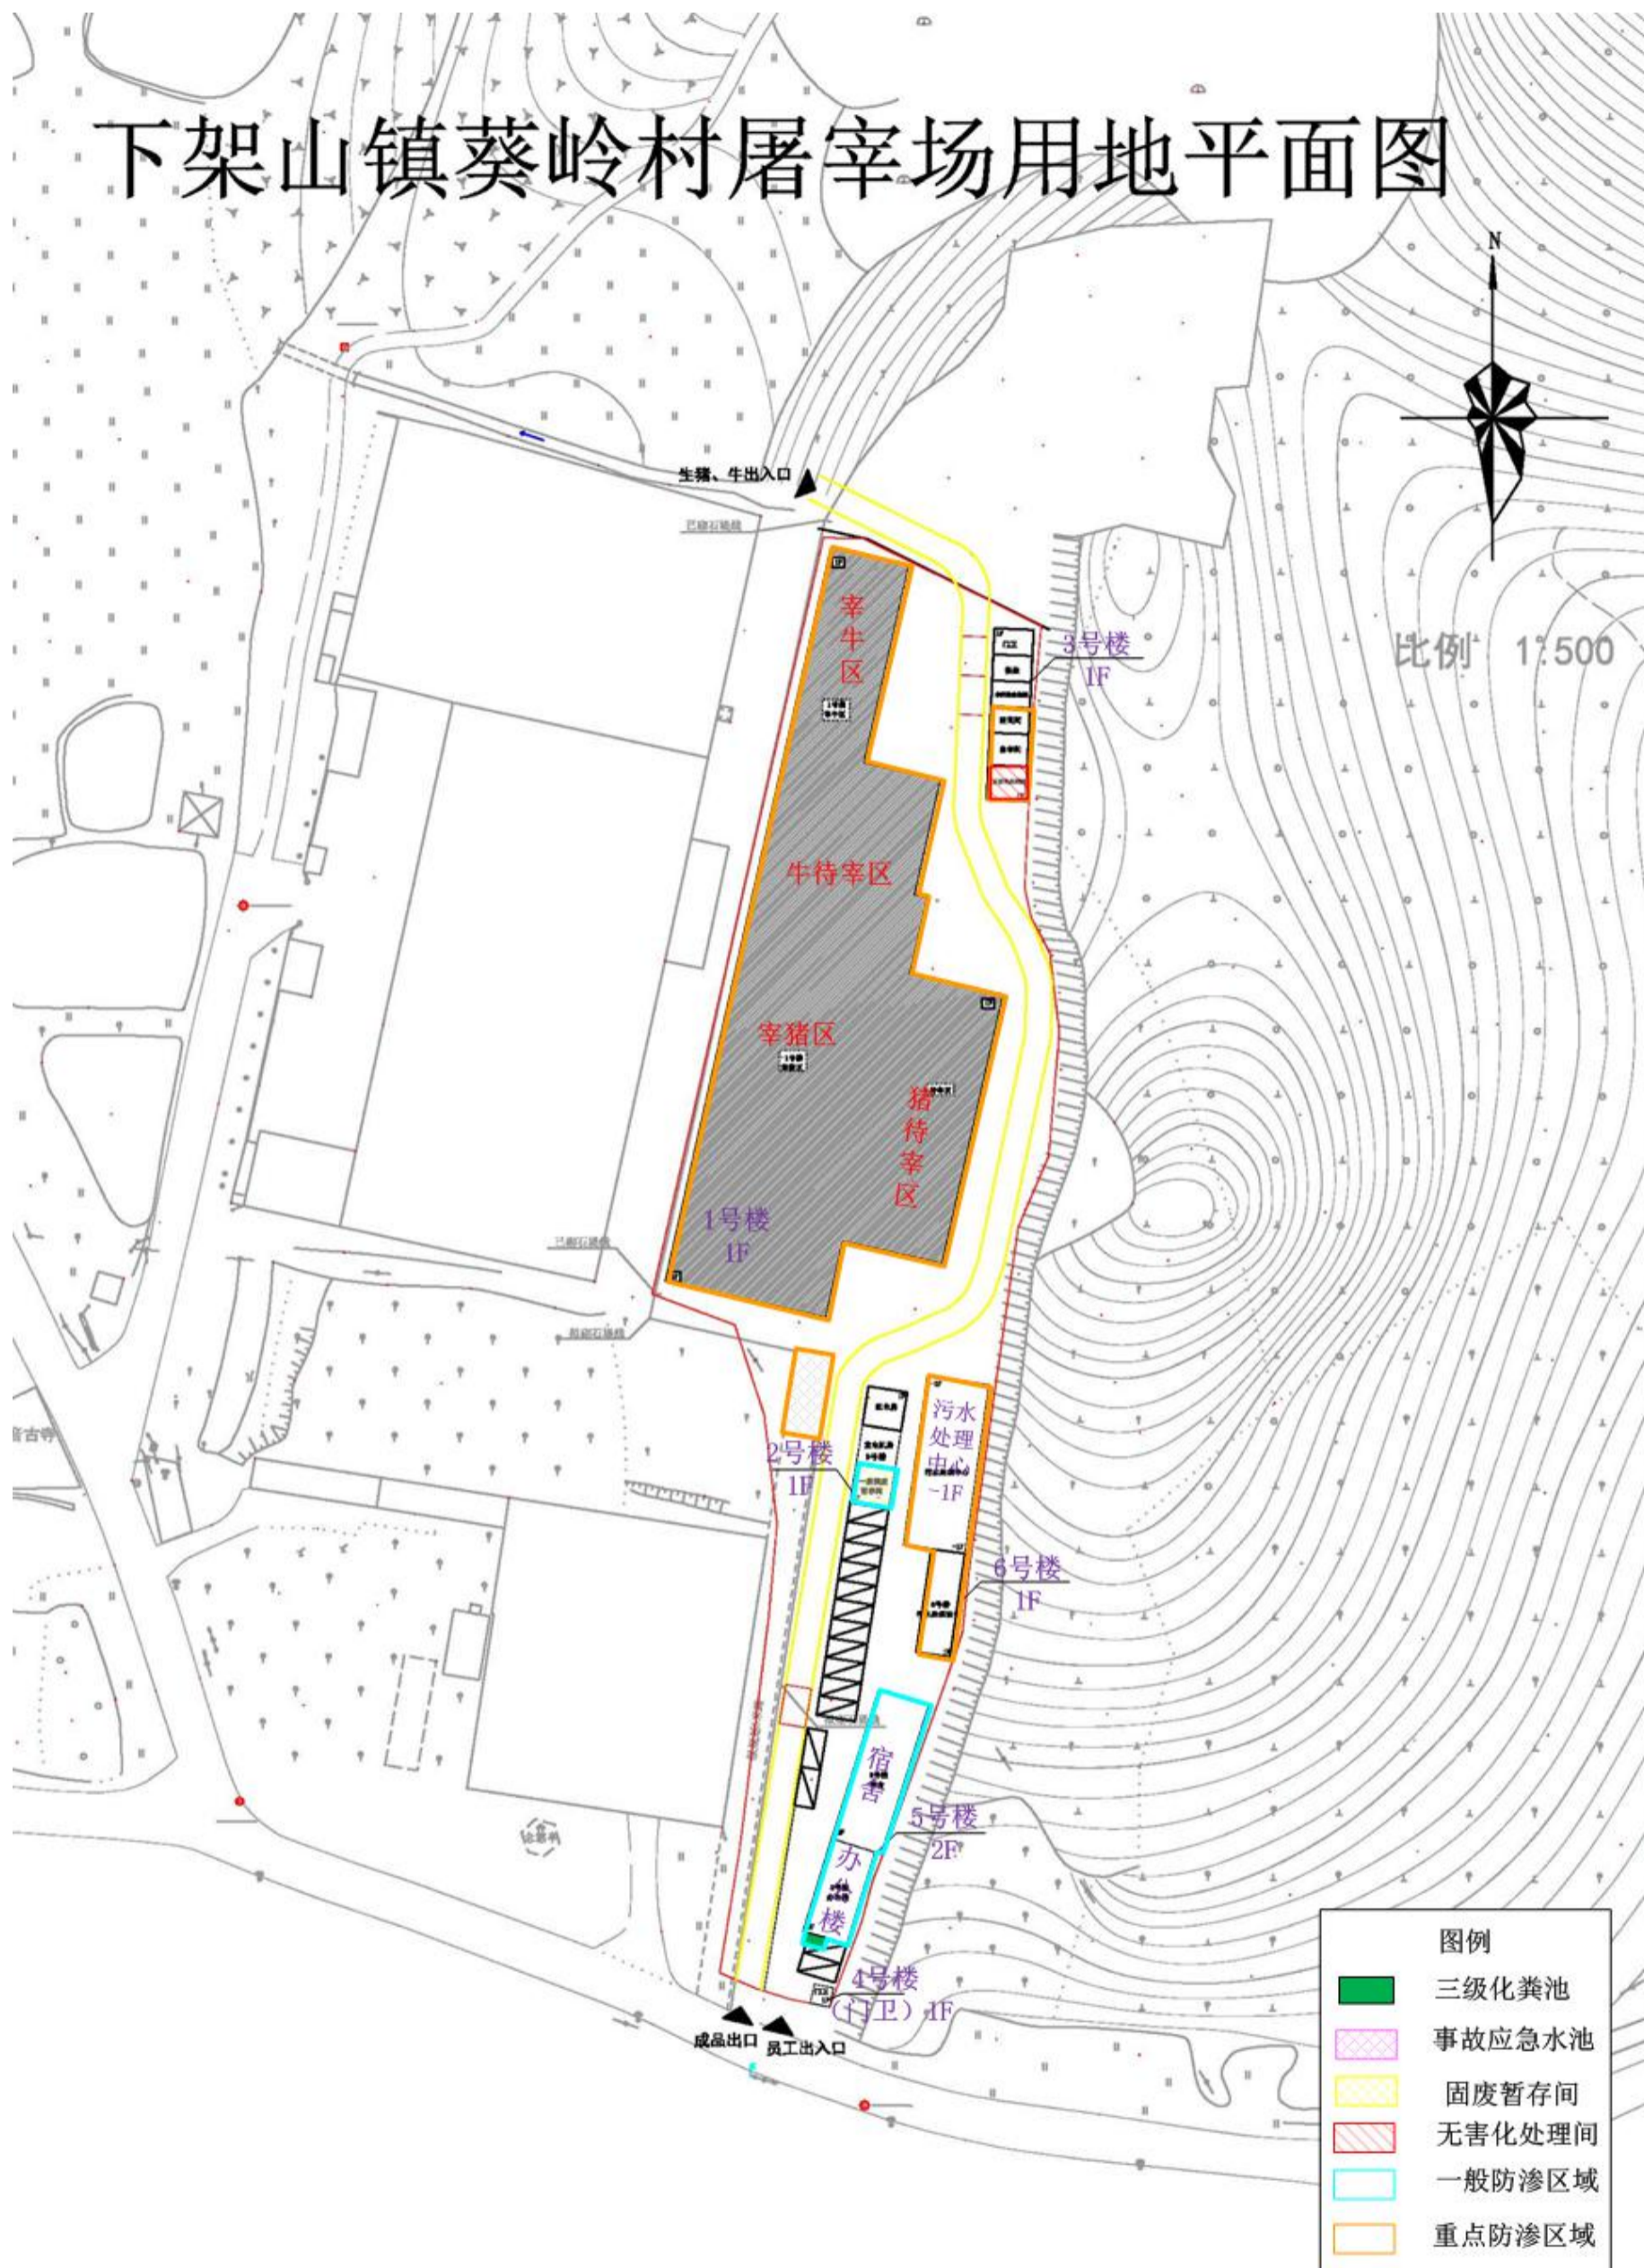 下架山镇葵岭村屠宰场用地平面图
N
生猪、牛出入口
比例 1:500
3号楼
1F
宰牛区
牛待宰区
宰猪区
猪待宰区
1号楼
1F
污水
处理
中心
-1F
2号楼
1F
6号楼
1F
宿舍
5号楼
2F
办公楼
4号楼
（门卫）1F
成品出口
员工出入口
图例
三级化粪池
事故应急水池
固废暂存间
无害化处理间
一般防渗区域
重点防渗区域